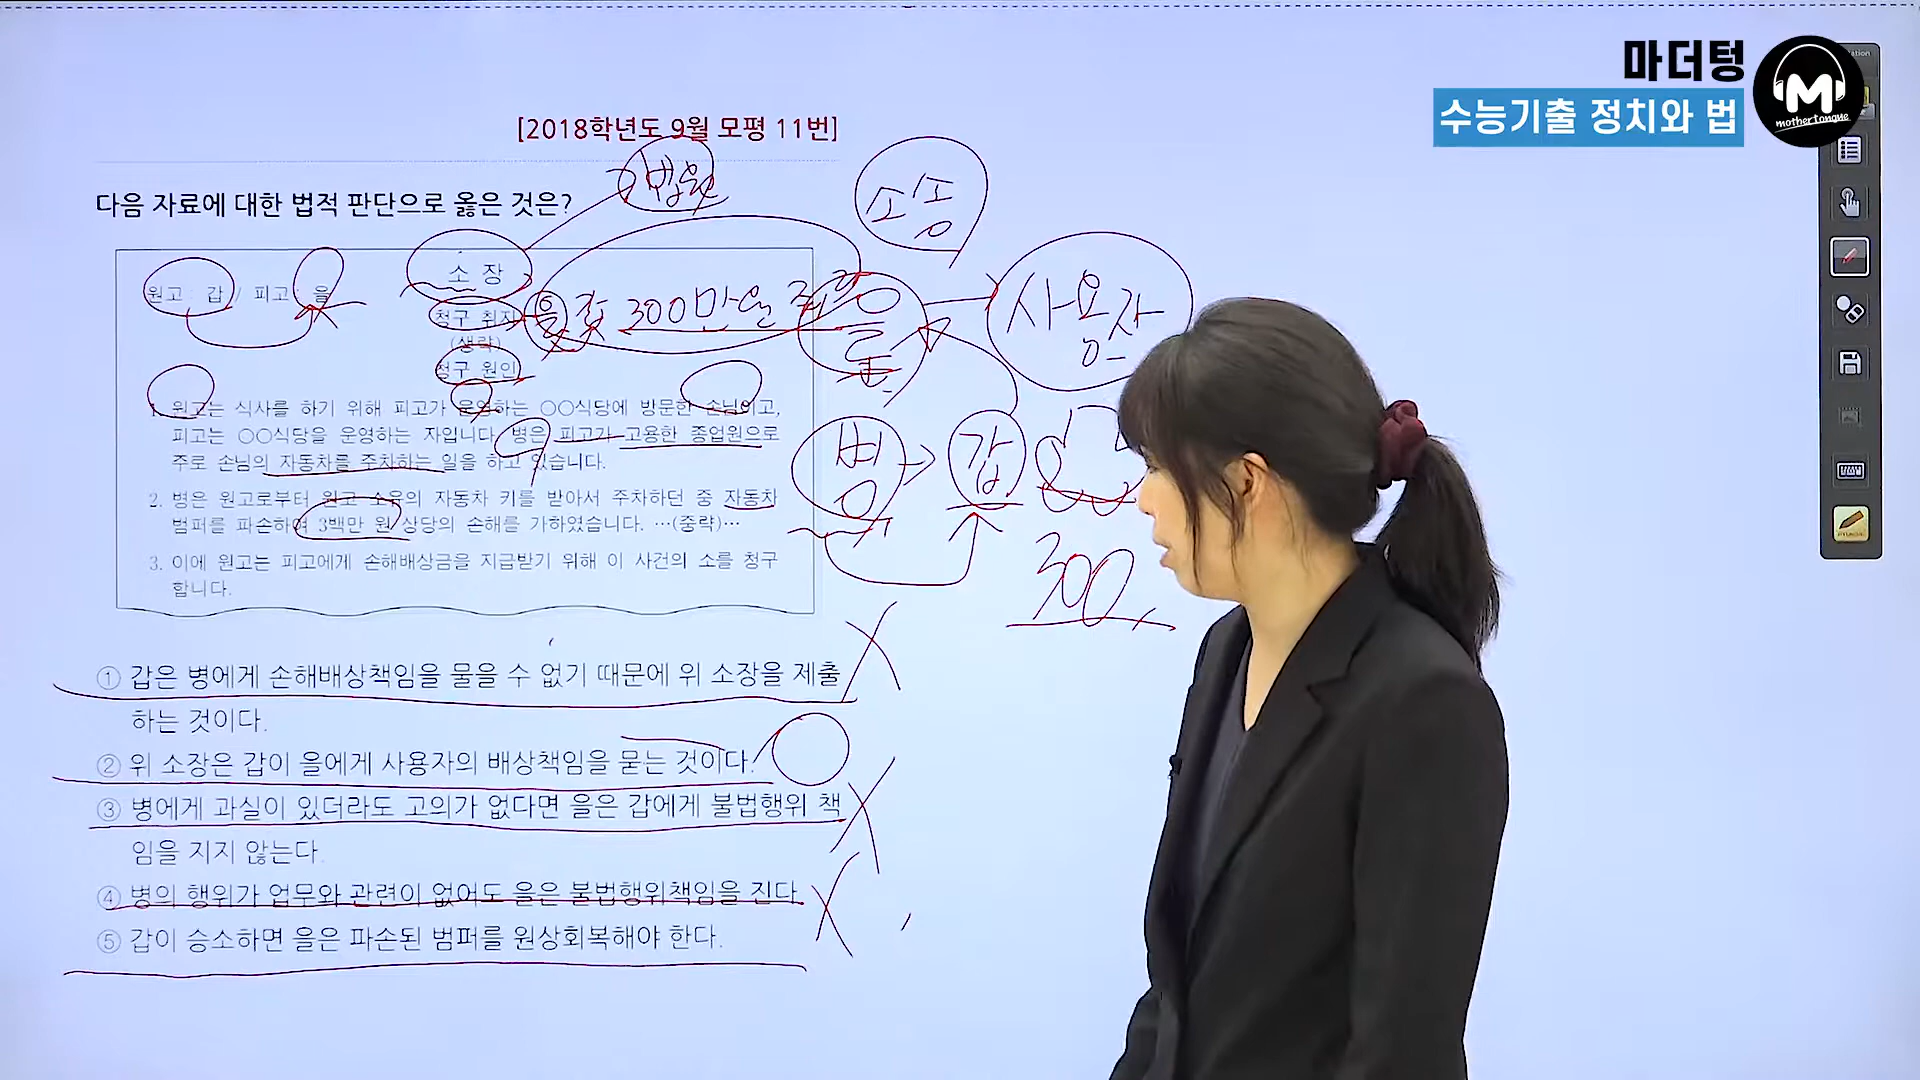 마더텅
수능기출 정치와 법
M
mothertongue
[2018학년도 9월 모평 11번]
다음 자료에 대한 법적 판단으로 옳은 것은?
법원
소송
소 장
원고 : 갑 / 피고 : 을
청구 취지
을 갑 300만을
(생략)
청구 원인
을
사용자
1. 원고는 식사를 하기 위해 피고가 운영하는 ○○식당에 방문한 손님이고,
피고는 ○○식당을 운영하는 자입니다. 병은 피고가 고용한 종업원으로
주로 손님의 자동차를 주차하는 일을 하고 있습니다.
2. 병은 원고로부터 원고 소유의 자동차 키를 받아서 주차하던 중 자동차
범퍼를 파손하여 3백만 원 상당의 손해를 가하였습니다. …(중략)…
3. 이에 원고는 피고에게 손해배상금을 지급받기 위해 이 사건의 소를 청구
합니다.
병
갑
300
① 갑은 병에게 손해배상책임을 물을 수 없기 때문에 위 소장을 제출
하는 것이다.
② 위 소장은 갑이 을에게 사용자의 배상책임을 묻는 것이다.
③ 병에게 과실이 있더라도 고의가 없다면 을은 갑에게 불법행위 책
임을 지지 않는다.
④ 병의 행위가 업무와 관련이 없어도 을은 불법행위책임을 진다.
⑤ 갑이 승소하면 을은 파손된 범퍼를 원상회복해야 한다.